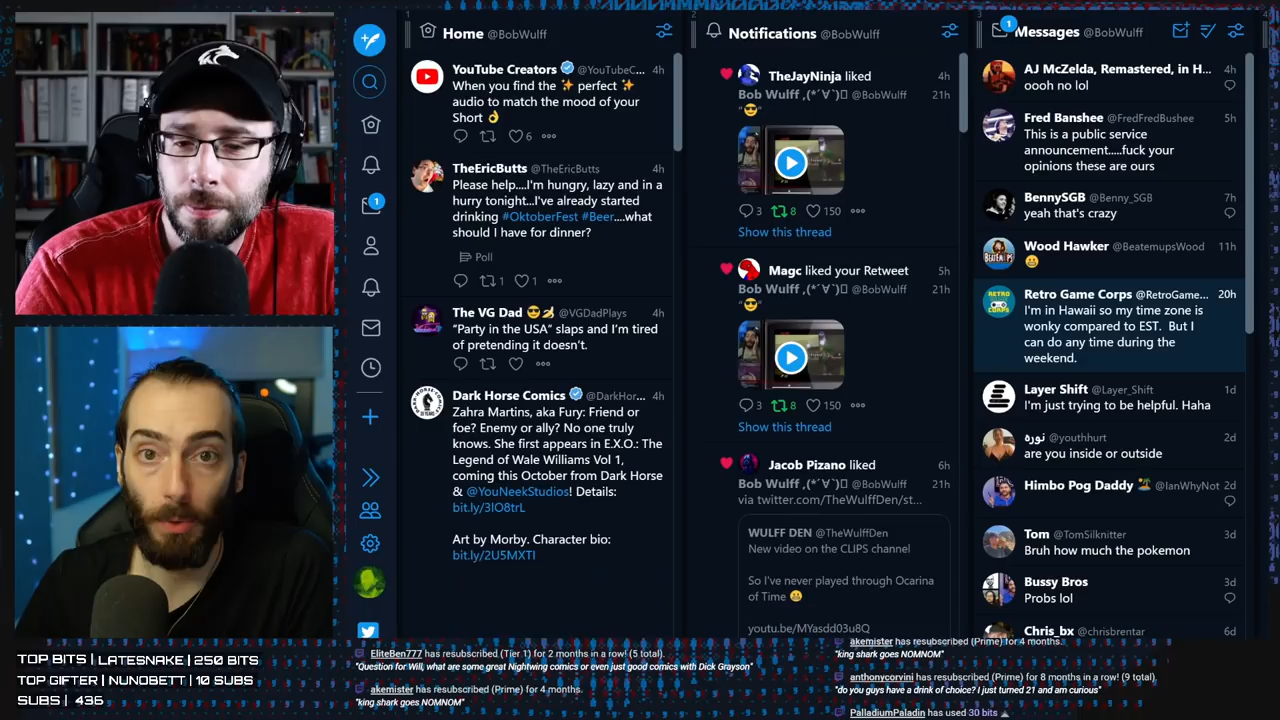 1
Home @BobWulff
YouTube Creators @YouTubeC... 4h
When you find the ✨ perfect ✨
audio to match the mood of your
Short 👌
6
TheEricButts @TheEricButts 4h
Please help....I'm hungry, lazy and in a
hurry tonight...I've already started
drinking #OktoberFest #Beer....what
should I have for dinner?
Poll
1 1
The VG Dad 😎🍌 @VGDadPlays 4h
“Party in the USA” slaps and I’m tired
of pretending it doesn’t.
Dark Horse Comics @DarkHor... 4h
Zahra Martins, aka Fury: Friend or
foe? Enemy or ally? No one truly
knows. She first appears in E.X.O.: The
Legend of Wale Williams Vol 1,
coming this October from Dark Horse
& @YouNeekStudios! Details:
bit.ly/3IO8trL
Art by Morby. Character bio:
bit.ly/2U5MXTI
2
Notifications @BobWulff
TheJayNinja liked 4h
Bob Wulff ,(*´∀`)▯ @BobWulff 21h
“😎
3 8 150
Show this thread
Magc liked your Retweet 5h
Bob Wulff ,(*´∀`)▯ @BobWulff 21h
“😎
3 8 150
Show this thread
Jacob Pizano liked 6h
Bob Wulff ,(*´∀`)▯ @BobWulff 21h
via twitter.com/TheWulffDen/st...
WULFF DEN @TheWulffDen
New video on the CLIPS channel
So I've never played through Ocarina
of Time 😬
youtu.be/MYasdd03u8Q
3
1
Messages @BobWulff
AJ McZelda, Remastered, in H... 4h
oooh no lol
Fred Banshee @FredFredBushee 5h
This is a public service
announcement.....fuck your
opinions these are ours
BennySGB @Benny_SGB 7h
yeah that's crazy
Wood Hawker @BeatemupsWood 11h
😀
Retro Game Corps @RetroGame... 20h
I'm in Hawaii so my time zone is
wonky compared to EST. But I
can do any time during the
weekend.
Layer Shift @Layer_Shift 1d
I'm just trying to be helpful. Haha
نورة @youthhurt 2d
are you inside or outside
Himbo Pog Daddy 🏝️ @IanWhyNot 2d
Tom @TomSilknitter 3d
Bruh how much the pokemon
Bussy Bros 3d
Probs lol
Chris_bx @chrisbrentar 3d
RETRO
CORPS
BEATEMUPS
1
TOP BITS | LATESNAKE | 250 BITS
TOP GIFTER | NUNOBETT | 10 SUBS
SUBS | 436
EliteBen777 has resubscribed (Tier 1) for 2 months in a row! (5 total).
"Question for Will, what are some great Nightwing comics or even just good comics with Dick Grayson"
akemister has resubscribed (Prime) for 4 months.
"king shark goes NOMNOM"
akemister has resubscribed (Prime) for 4 months.
"king shark goes NOMNOM"
anthonycorvini has resubscribed (Prime) for 8 months in a row! (9 total).
"do you guys have a drink of choice? I just turned 21 and am curious"
PalladiumPaladin has used 30 bits